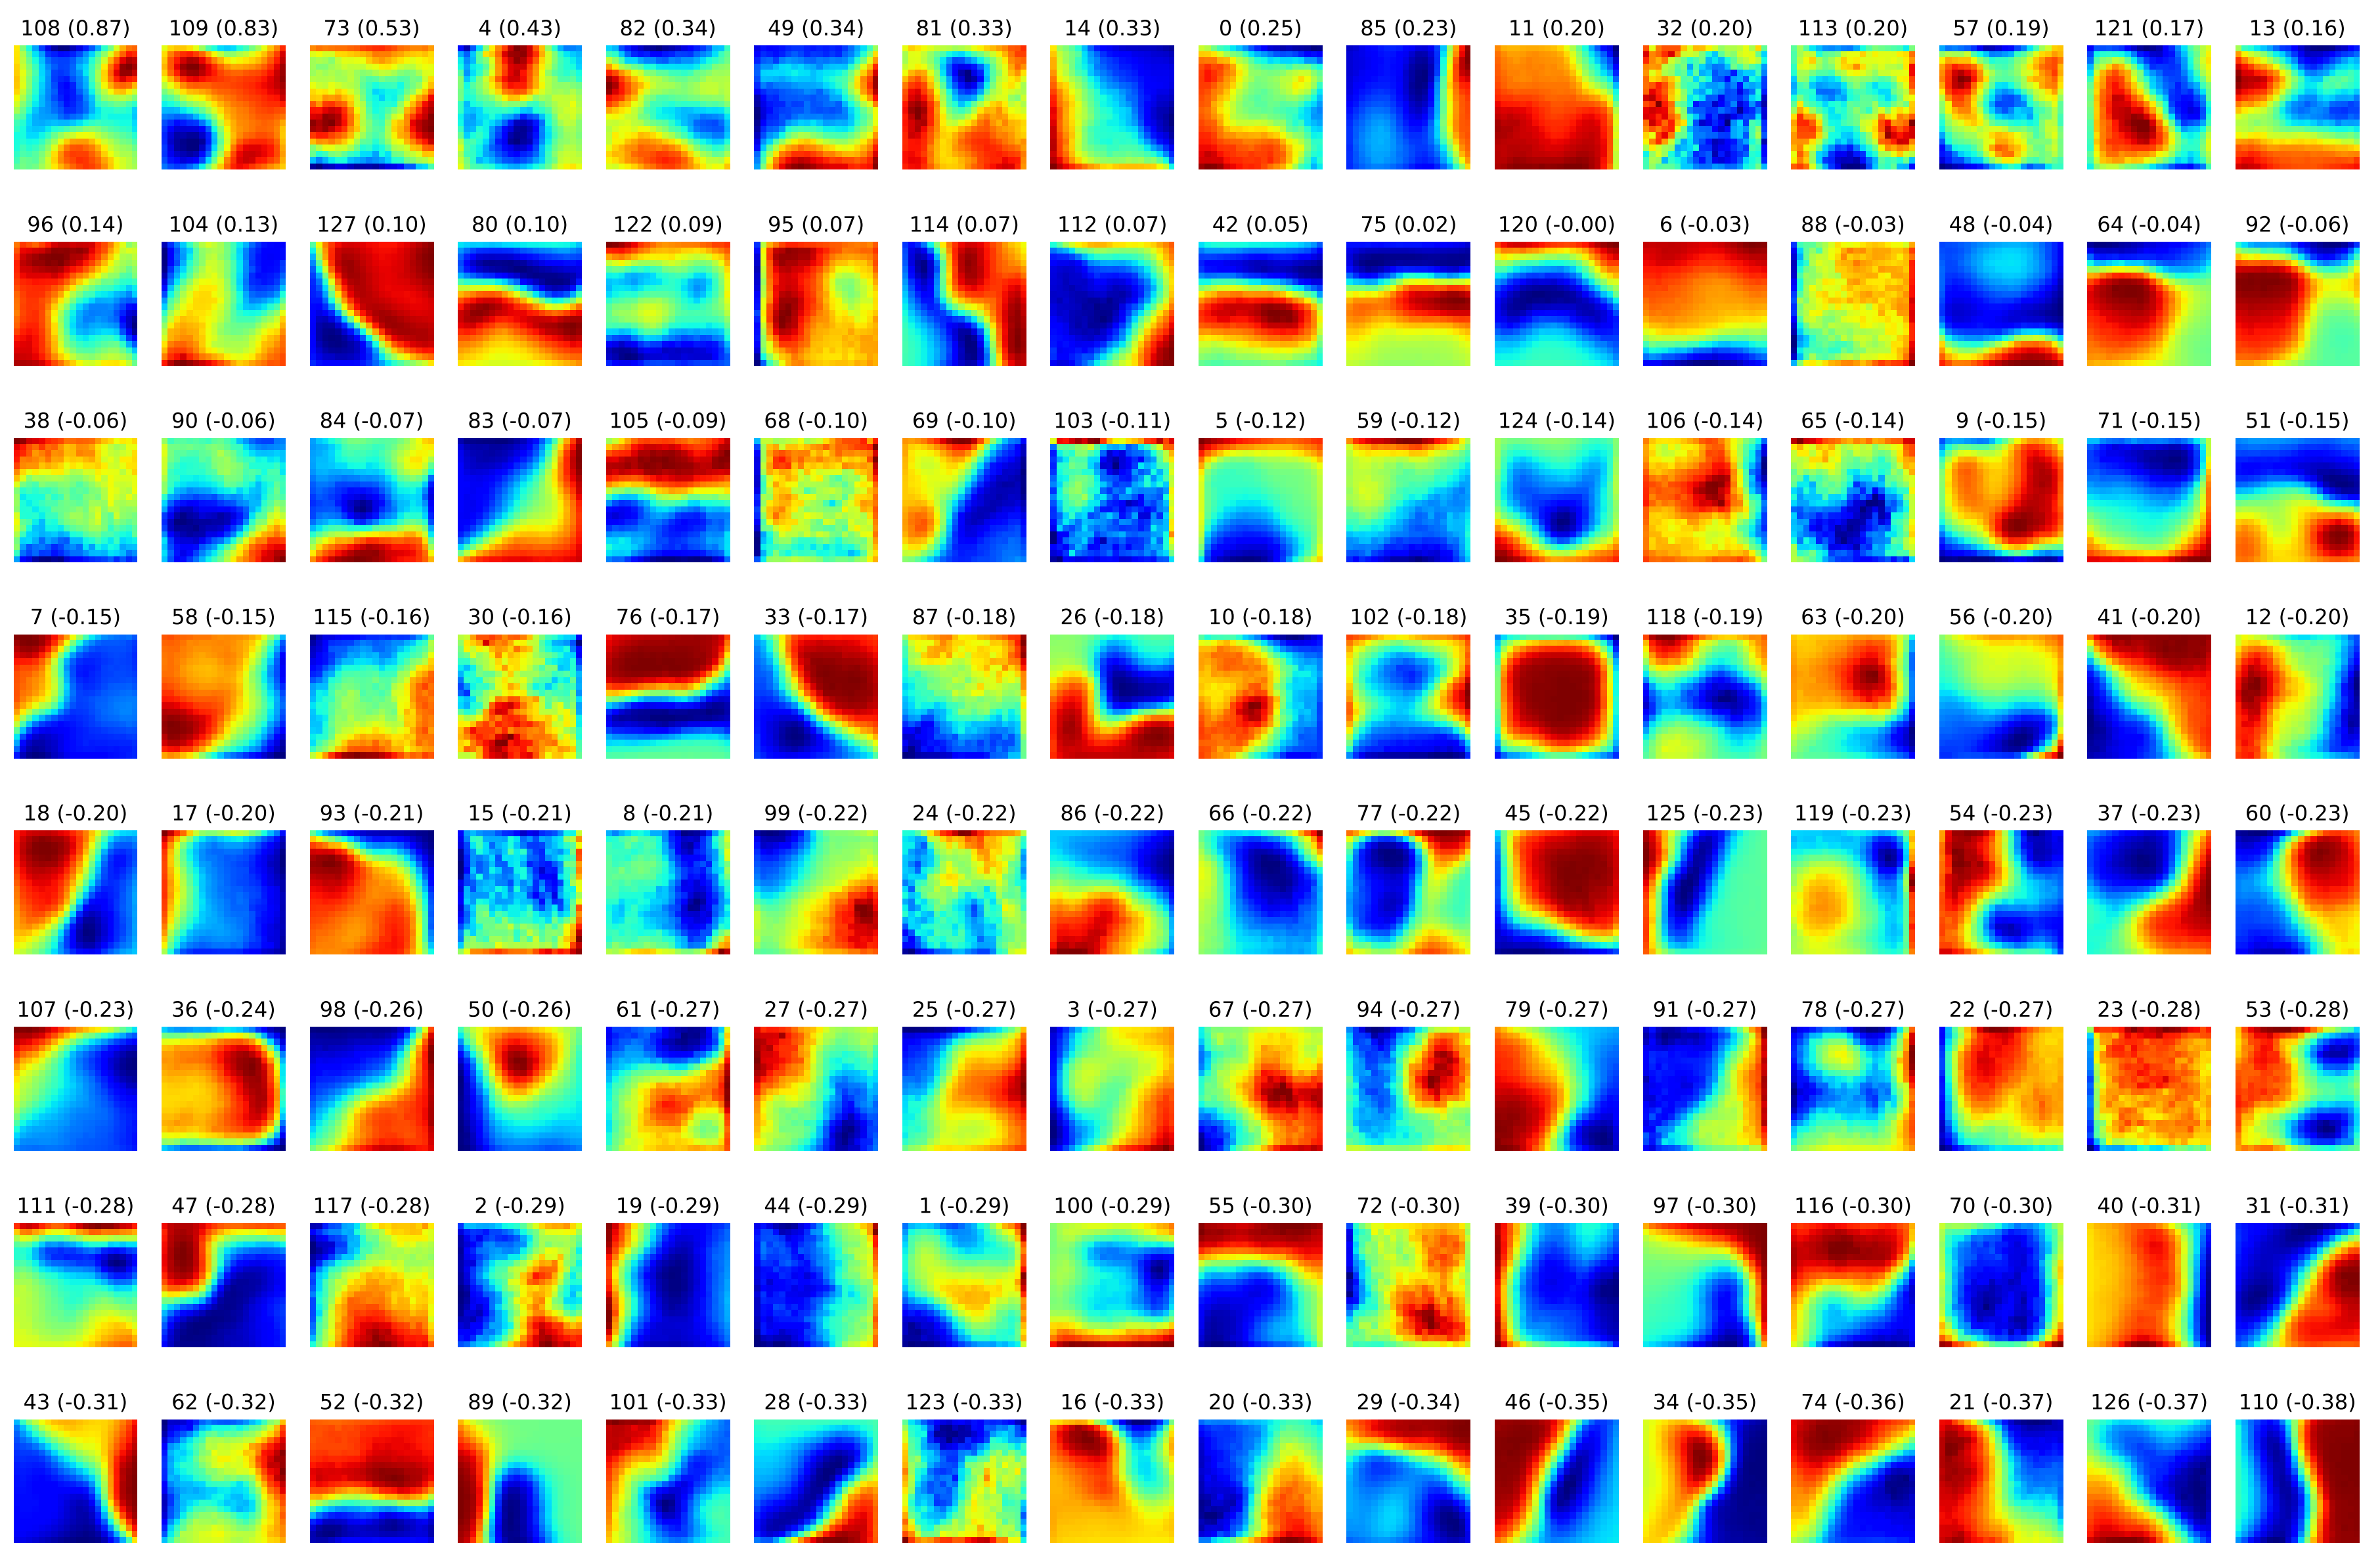 108 (0.87) 109 (0.83) 73 (0.53) 4 (0.43) 82 (0.34) 49 (0.34) 81 (0.33) 14 (0.33) 0 (0.25) 85 (0.23) 11 (0.20) 32 (0.20) 113 (0.20) 57 (0.19) 121 (0.17) 13 (0.16)
96 (0.14) 104 (0.13) 127 (0.10) 80 (0.10) 122 (0.09) 95 (0.07) 114 (0.07) 112 (0.07) 42 (0.05) 75 (0.02) 120 (-0.00) 6 (-0.03) 88 (-0.03) 48 (-0.04) 64 (-0.04) 92 (-0.06)
38 (-0.06) 90 (-0.06) 84 (-0.07) 83 (-0.07) 105 (-0.09) 68 (-0.10) 69 (-0.10) 103 (-0.11) 5 (-0.12) 59 (-0.12) 124 (-0.14) 106 (-0.14) 65 (-0.14) 9 (-0.15) 71 (-0.15) 51 (-0.15)
7 (-0.15) 58 (-0.15) 115 (-0.16) 30 (-0.16) 76 (-0.17) 33 (-0.17) 87 (-0.18) 26 (-0.18) 10 (-0.18) 102 (-0.18) 35 (-0.19) 118 (-0.19) 63 (-0.20) 56 (-0.20) 41 (-0.20) 12 (-0.20)
18 (-0.20) 17 (-0.20) 93 (-0.21) 15 (-0.21) 8 (-0.21) 99 (-0.22) 24 (-0.22) 86 (-0.22) 66 (-0.22) 77 (-0.22) 45 (-0.22) 125 (-0.23) 119 (-0.23) 54 (-0.23) 37 (-0.23) 60 (-0.23)
107 (-0.23) 36 (-0.24) 98 (-0.26) 50 (-0.26) 61 (-0.27) 27 (-0.27) 25 (-0.27) 3 (-0.27) 67 (-0.27) 94 (-0.27) 79 (-0.27) 91 (-0.27) 78 (-0.27) 22 (-0.27) 23 (-0.28) 53 (-0.28)
111 (-0.28) 47 (-0.28) 117 (-0.28) 2 (-0.29) 19 (-0.29) 44 (-0.29) 1 (-0.29) 100 (-0.29) 55 (-0.30) 72 (-0.30) 39 (-0.30) 97 (-0.30) 116 (-0.30) 70 (-0.30) 40 (-0.31) 31 (-0.31)
43 (-0.31) 62 (-0.32) 52 (-0.32) 89 (-0.32) 101 (-0.33) 28 (-0.33) 123 (-0.33) 16 (-0.33) 20 (-0.33) 29 (-0.34) 46 (-0.35) 34 (-0.35) 74 (-0.36) 21 (-0.37) 126 (-0.37) 110 (-0.38)